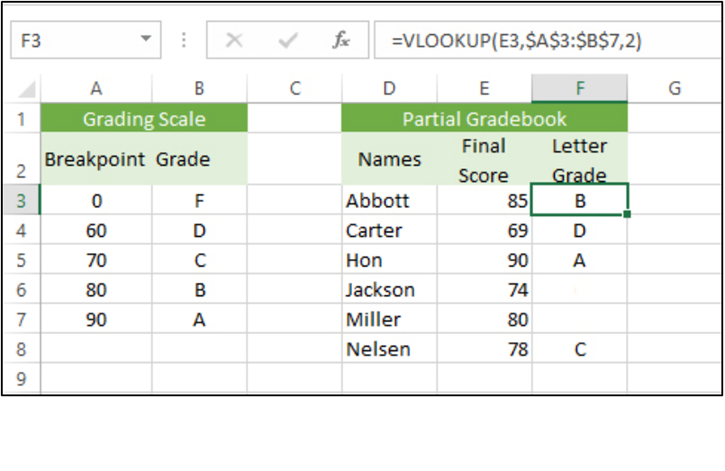 F3 fx =VLOOKUP(E3,$A$3:$B$7,2)
A B C D E F G
1 Grading Scale Partial Gradebook
2 Breakpoint Grade Names Final Score Letter Grade
3 0 F Abbott 85 B
4 60 D Carter 69 D
5 70 C Hon 90 A
6 80 B Jackson 74
7 90 A Miller 80
8 Nelsen 78 C
9